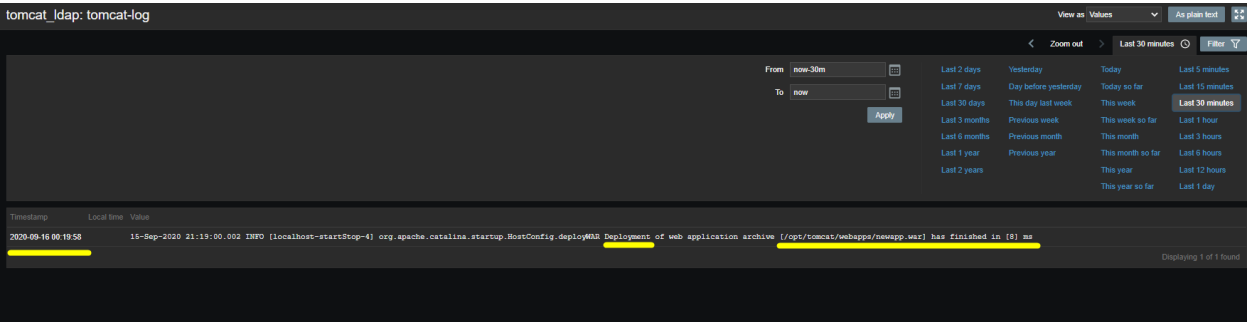 tomcat_ldap: tomcat-log
View as Values As plain text
< Zoom out > Last 30 minutes Filter
From now-30m
To now
Apply
Last 2 days Yesterday Today Last 5 minutes
Last 7 days Day before yesterday Today so far Last 15 minutes
Last 30 days This day last week This week Last 30 minutes
Last 3 months Previous week This week so far Last 1 hour
Last 6 months Previous month This month Last 3 hours
Last 1 year Previous year This month so far Last 6 hours
Last 2 years This year Last 12 hours
This year so far Last 1 day
Timestamp Local time Value
2020-09-16 00:19:58 15-Sep-2020 21:19:00.002 INFO [localhost-startStop-4] org.apache.catalina.startup.HostConfig.deployWAR Deployment of web application archive [/opt/tomcat/webapps/newapp.war] has finished in [8] ms
Displaying 1 of 1 found